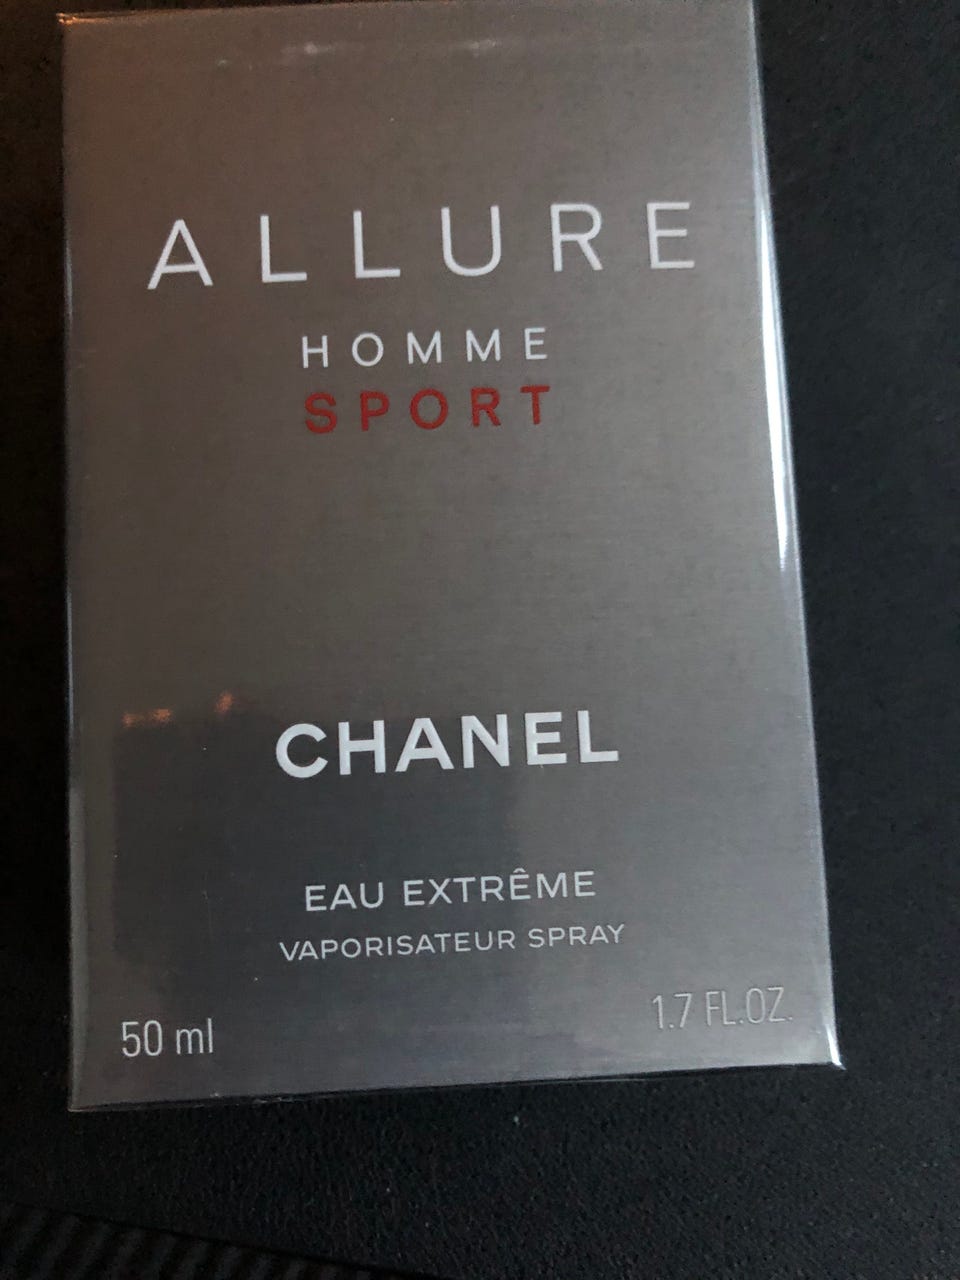 ALLURE
HOMME
SPORT
CHANEL
EAU EXTRÊME
VAPORISATEUR SPRAY
50 ml
1.7 FL.OZ.